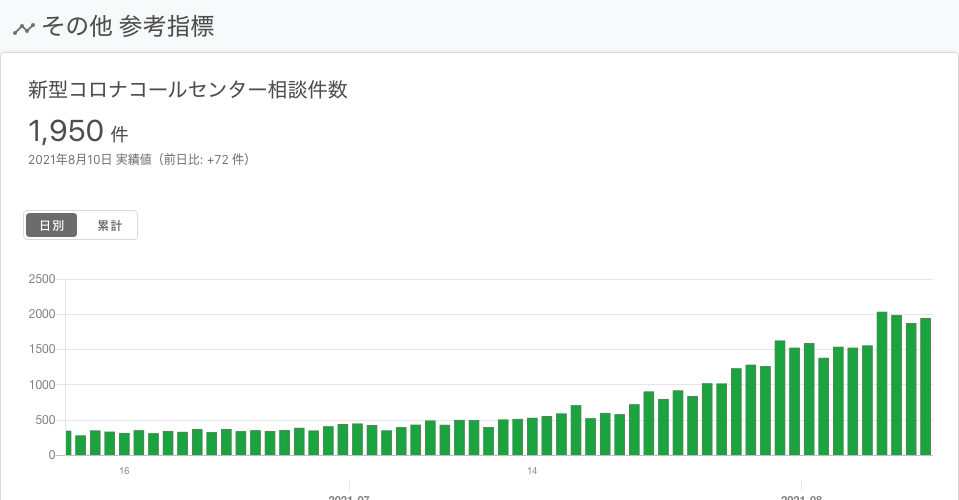 その他 参考指標
新型コロナコールセンター相談件数
1,950 件
2021年8月10日 実績値（前日比: +72 件）
日別 累計
2500
2000
1500
1000
500
0
16 14
2021-07 2021-08